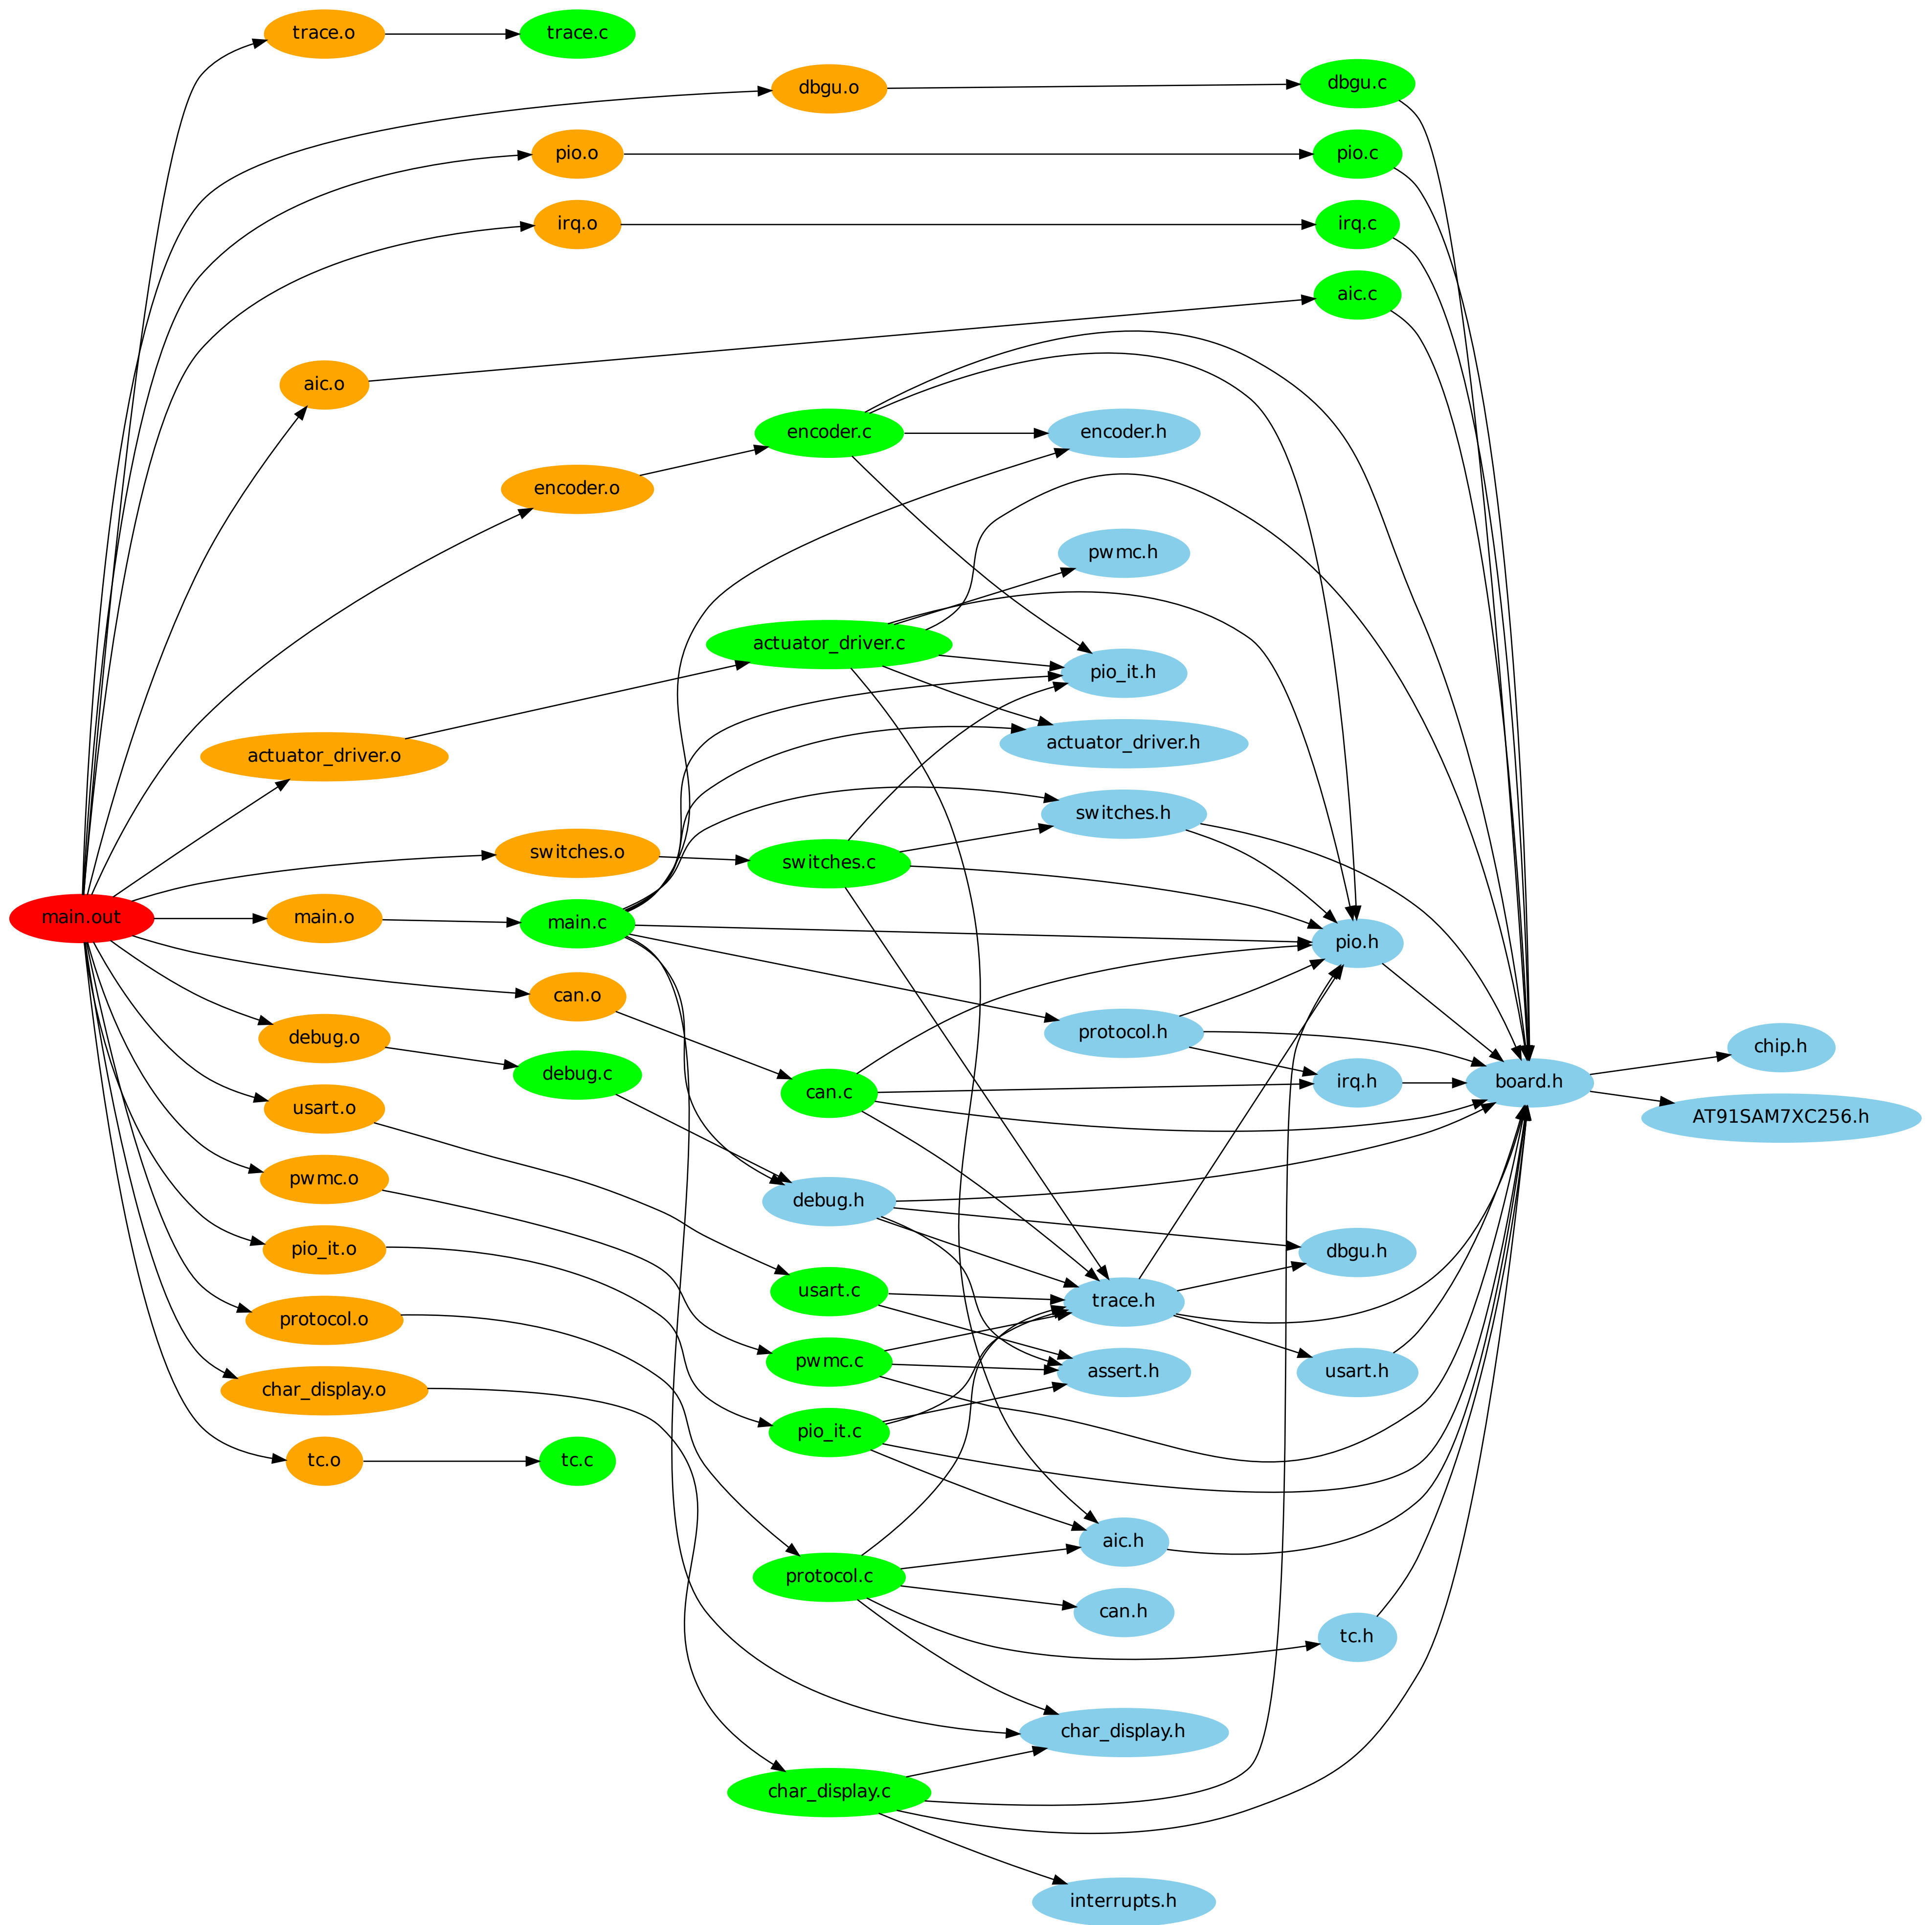 trace.o
trace.c
dbgu.o
dbgu.c
pio.o
pio.c
irq.o
irq.c
aic.c
aic.o
encoder.c
encoder.h
encoder.o
pwmc.h
actuator_driver.c
pio_it.h
actuator_driver.h
actuator_driver.o
switches.h
switches.o
switches.c
main.out
main.o
main.c
pio.h
can.o
protocol.h
debug.o
chip.h
debug.c
irq.h
board.h
can.c
usart.o
AT91SAM7XC256.h
pwmc.o
debug.h
pio_it.o
dbgu.h
usart.c
trace.h
protocol.o
pwmc.c
assert.h
usart.h
char_display.o
pio_it.c
tc.o
tc.c
aic.h
protocol.c
can.h
tc.h
char_display.h
char_display.c
interrupts.h